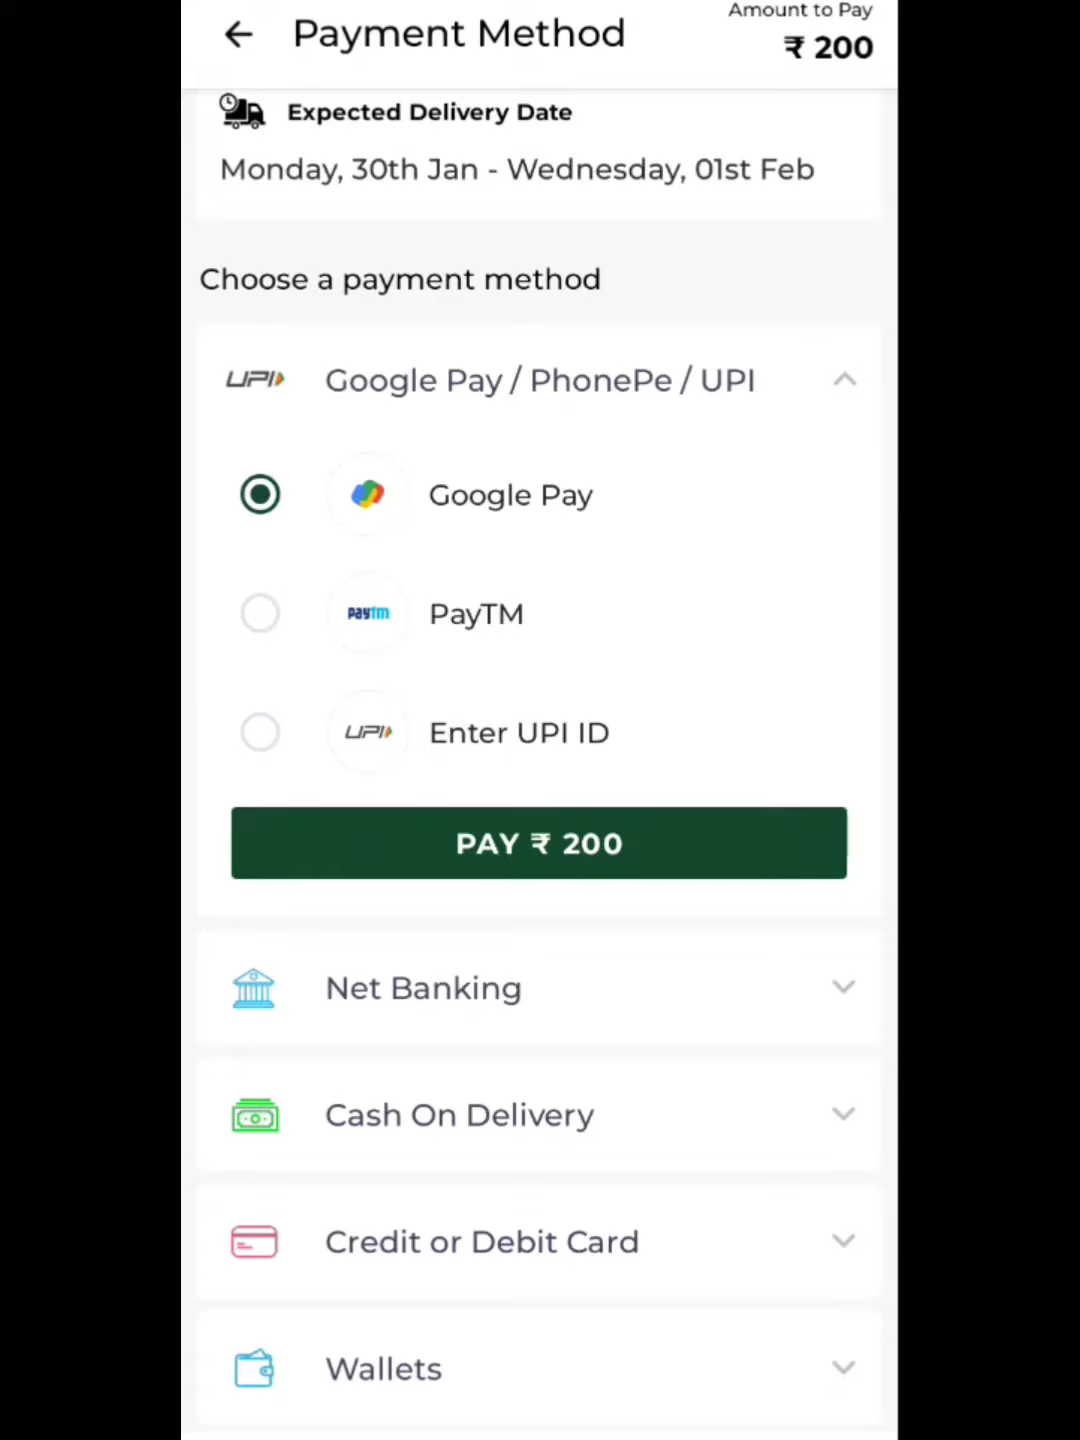 Payment Method
Amount to Pay
₹ 200
Expected Delivery Date
Monday, 30th Jan - Wednesday, 01st Feb
Choose a payment method
UPI Google Pay / PhonePe / UPI
Google Pay
paytm PayTM
UPI Enter UPI ID
PAY ₹ 200
Net Banking
Cash On Delivery
Credit or Debit Card
Wallets